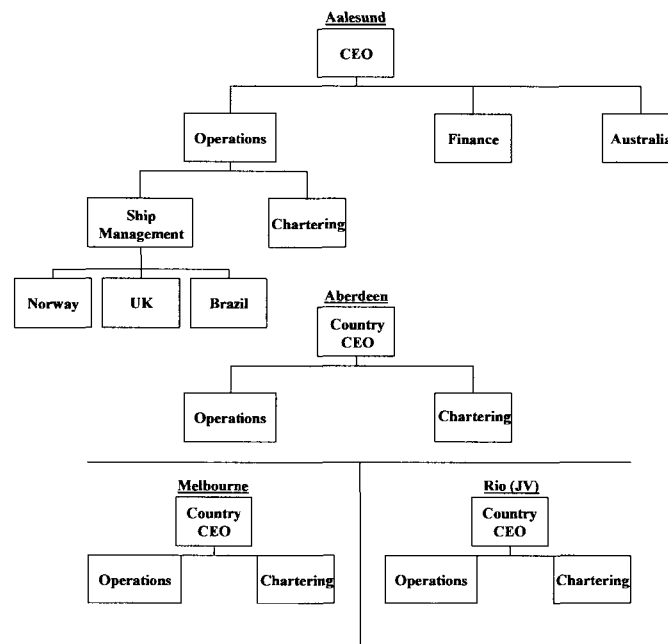 Aalesund
CEO
Operations
Finance
Australia
Ship
Management
Chartering
Norway
UK
Brazil
Aberdeen
Country
CEO
Operations
Chartering
Melbourne
Country
CEO
Operations
Chartering
Rio (JV)
Country
CEO
Operations
Chartering